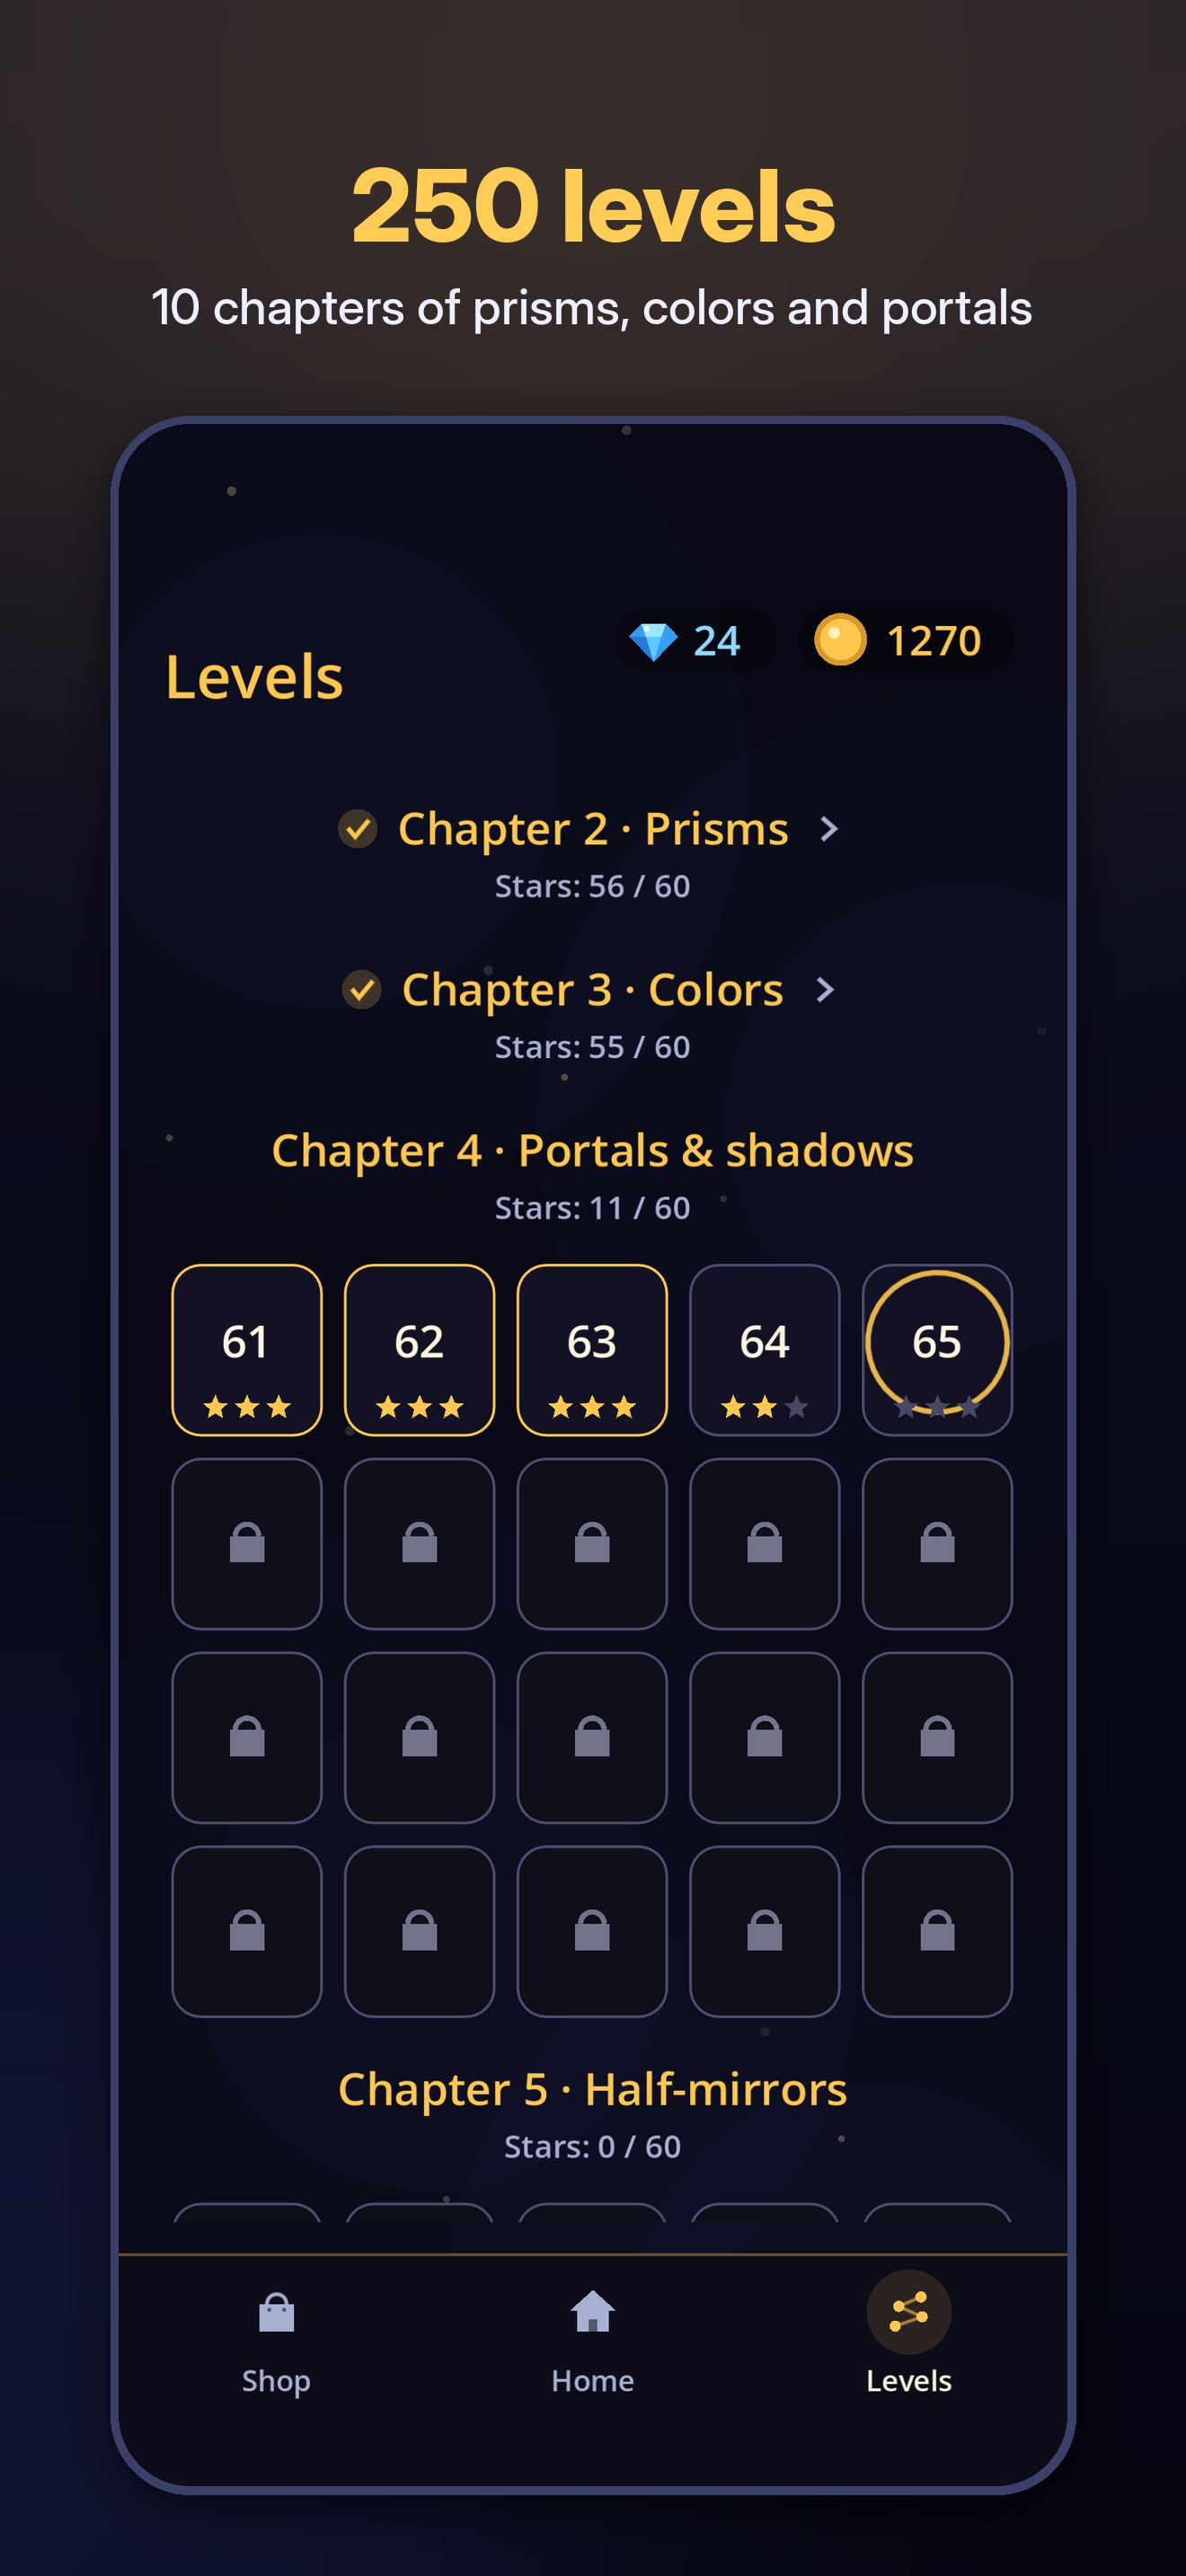 250 levels
10 chapters of prisms, colors and portals
24 1270
Levels
Chapter 2 · Prisms
Stars: 56 / 60
Chapter 3 · Colors
Stars: 55 / 60
Chapter 4 · Portals & shadows
Stars: 11 / 60
61 62 63 64 65
Chapter 5 · Half-mirrors
Stars: 0 / 60
Shop Home Levels